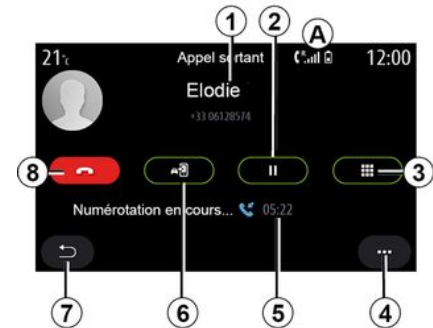 1
2
A
21°c
Appel sortant
R
12:00
Elodie
+33 06128574
8
3
Numérotation en cours...
05:22
7
6
5
4